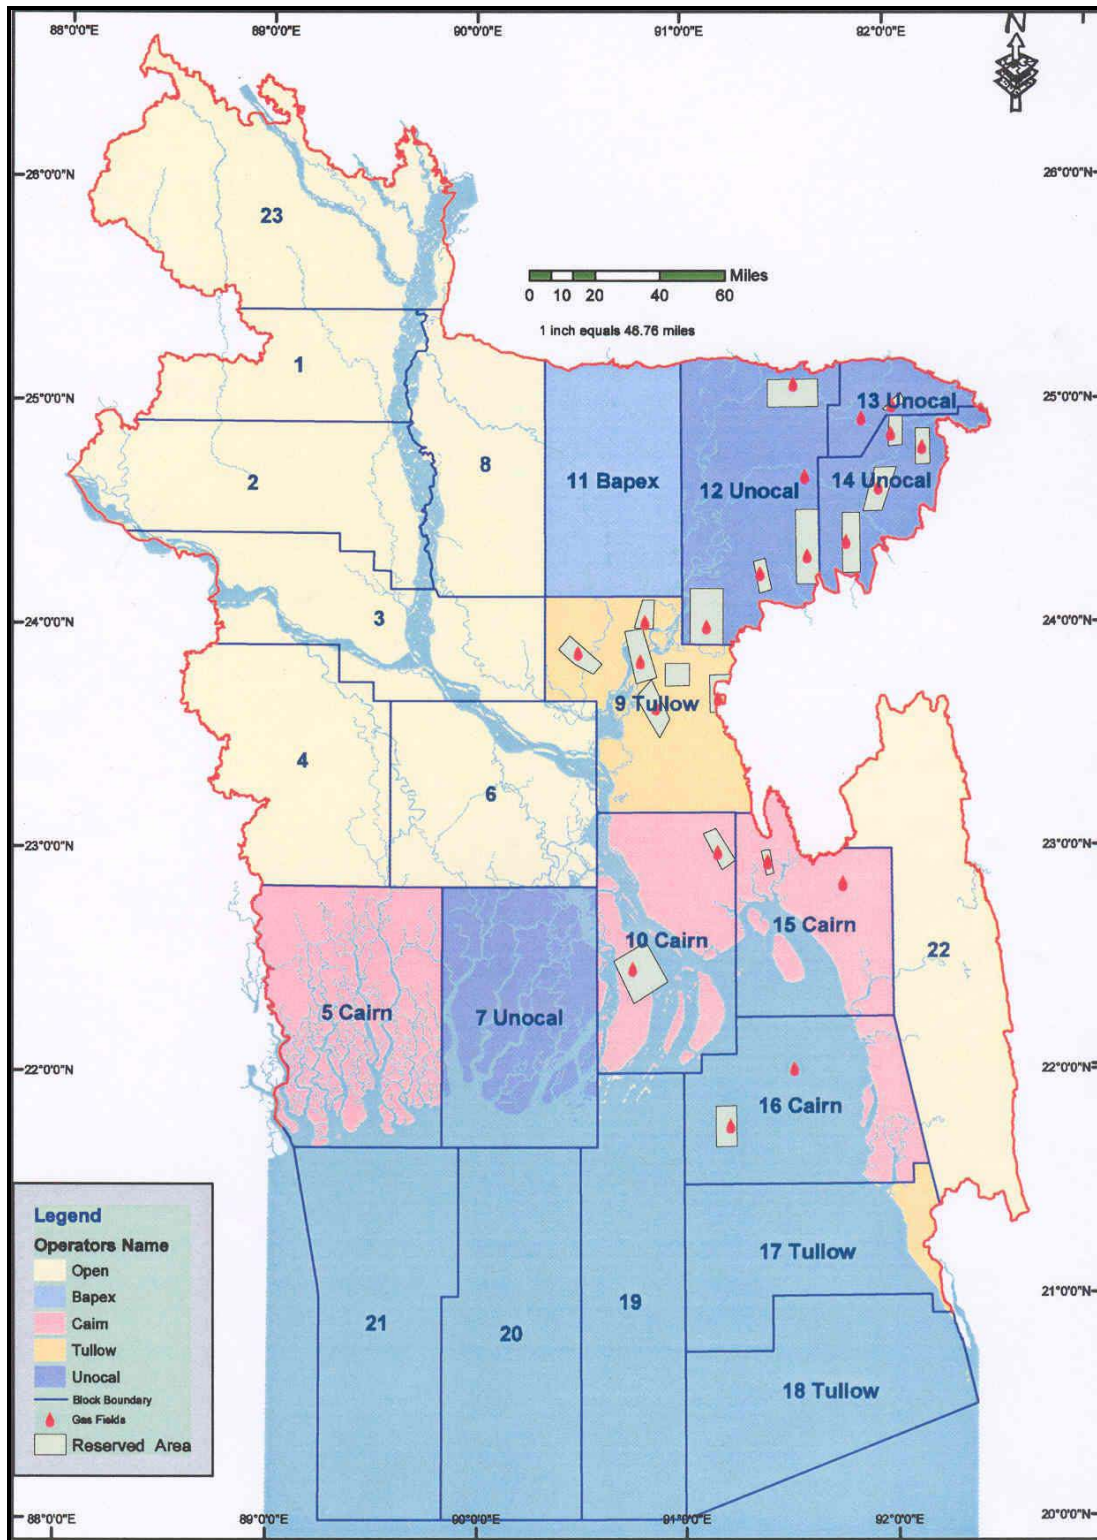 88°0'0"E 89°0'0"E 90°0'0"E 91°0'0"E 92°0'0"E
N
26°0'0"N 26°0'0"N
23
Miles
0 10 20 40 60
1 inch equals 46.76 miles
1
25°0'0"N 25°0'0"N
13 Unocal
8
2 11 Bapex 12 Unocal 14 Unocal
24°0'0"N 24°0'0"N
3
9 Tullow
4
6
23°0'0"N 23°0'0"N
15 Cairn
10 Cairn
22
5 Cairn 7 Unocal
22°0'0"N 22°0'0"N
16 Cairn
Legend
Operators Name
Open
Bapex
Cairn
Tullow
Unocal
Block Boundary
Gas Fields
Reserved Area
17 Tullow
21°0'0"N
19
21 20
18 Tullow
20°0'0"N
88°0'0"E 89°0'0"E 90°0'0"E 91°0'0"E 92°0'0"E